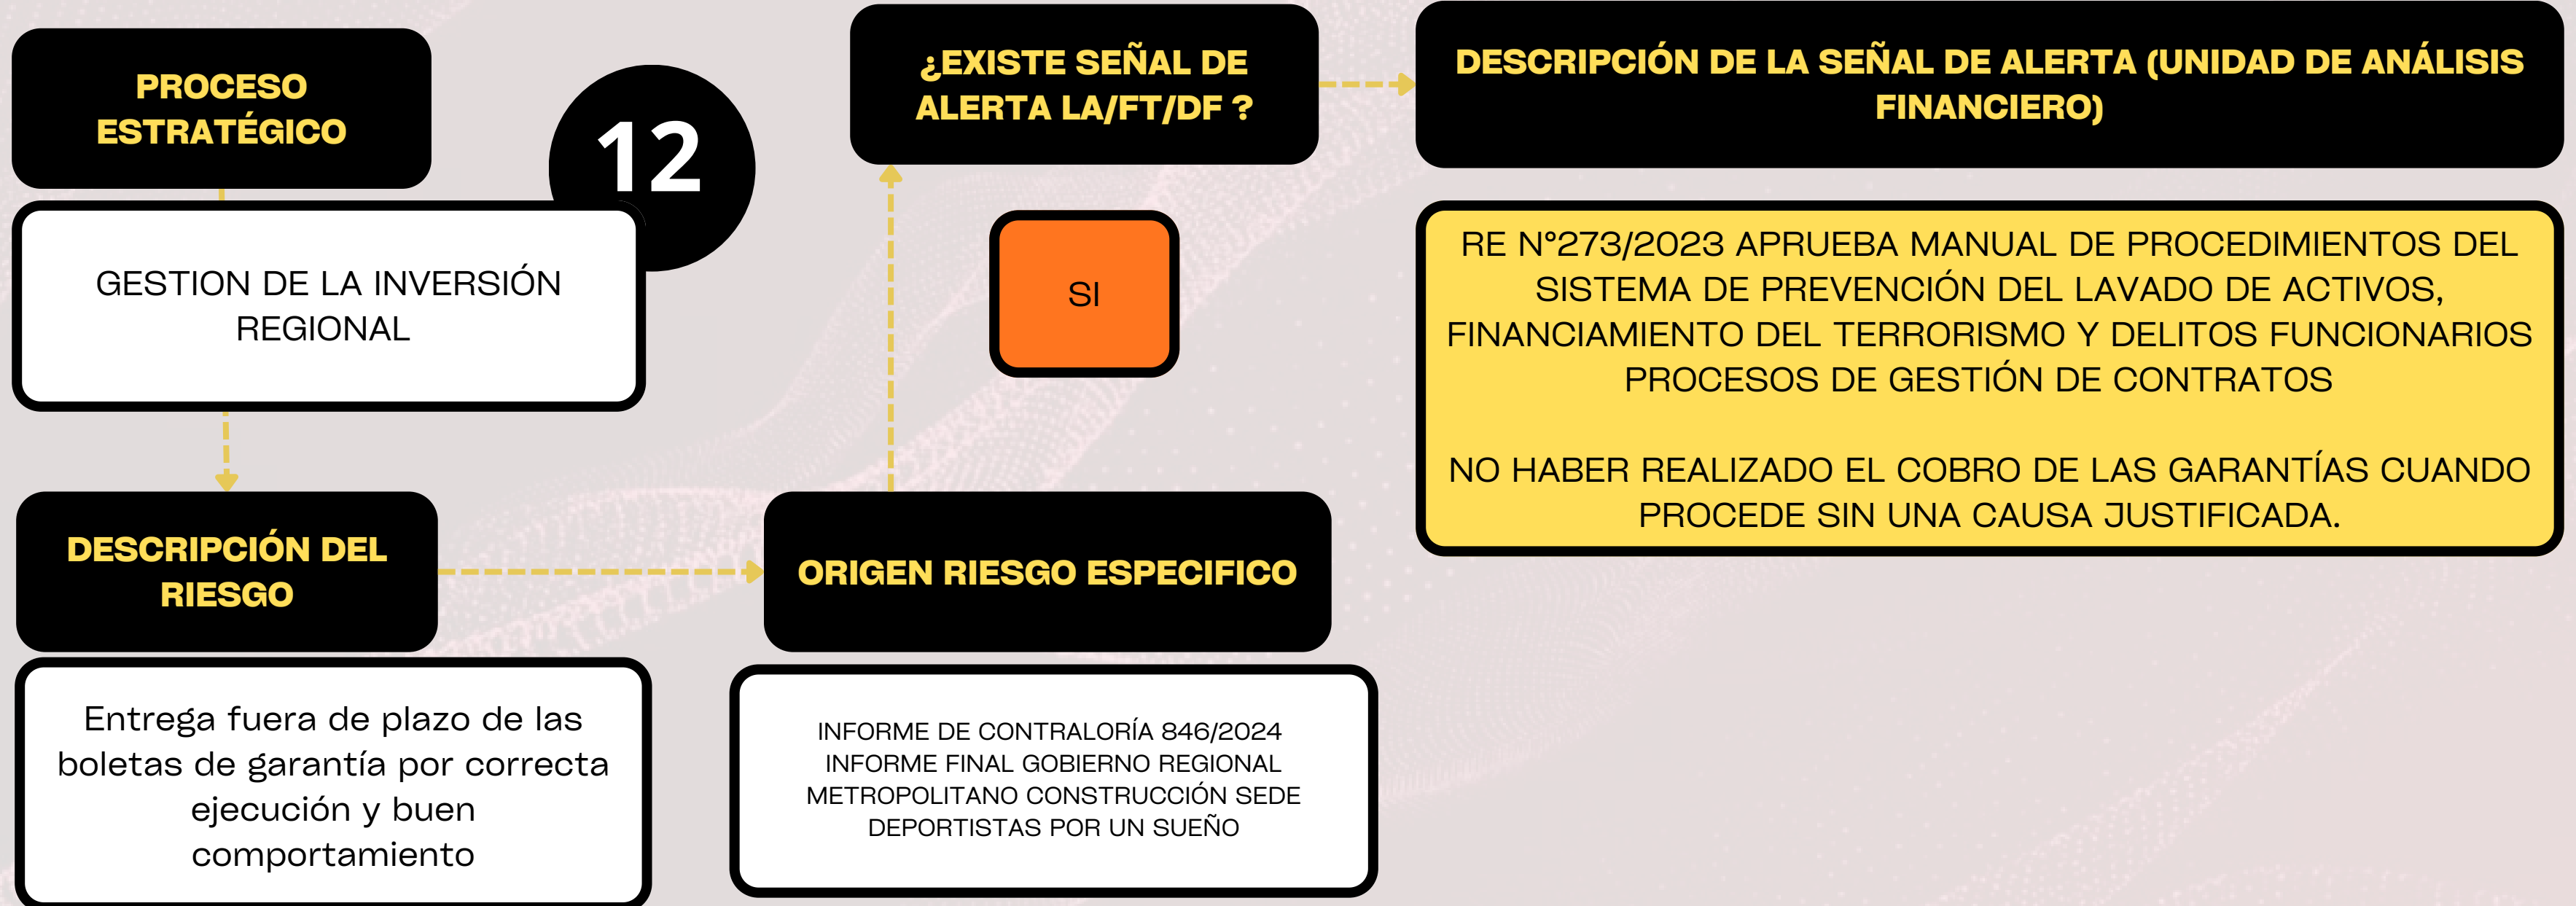 PROCESO
ESTRATÉGICO
12
GESTION DE LA INVERSIÓN
REGIONAL
DESCRIPCIÓN DEL
RIESGO
Entrega fuera de plazo de las
boletas de garantía por correcta
ejecución y buen
comportamiento
ORIGEN RIESGO ESPECIFICO
INFORME DE CONTRALORÍA 846/2024
INFORME FINAL GOBIERNO REGIONAL
METROPOLITANO CONSTRUCCIÓN SEDE
DEPORTISTAS POR UN SUEÑO
¿EXISTE SEÑAL DE
ALERTA LA/FT/DF ?
SI
DESCRIPCIÓN DE LA SEÑAL DE ALERTA (UNIDAD DE ANÁLISIS
FINANCIERO)
RE N°273/2023 APRUEBA MANUAL DE PROCEDIMIENTOS DEL
SISTEMA DE PREVENCIÓN DEL LAVADO DE ACTIVOS,
FINANCIAMIENTO DEL TERRORISMO Y DELITOS FUNCIONARIOS
PROCESOS DE GESTIÓN DE CONTRATOS
NO HABER REALIZADO EL COBRO DE LAS GARANTÍAS CUANDO
PROCEDE SIN UNA CAUSA JUSTIFICADA.